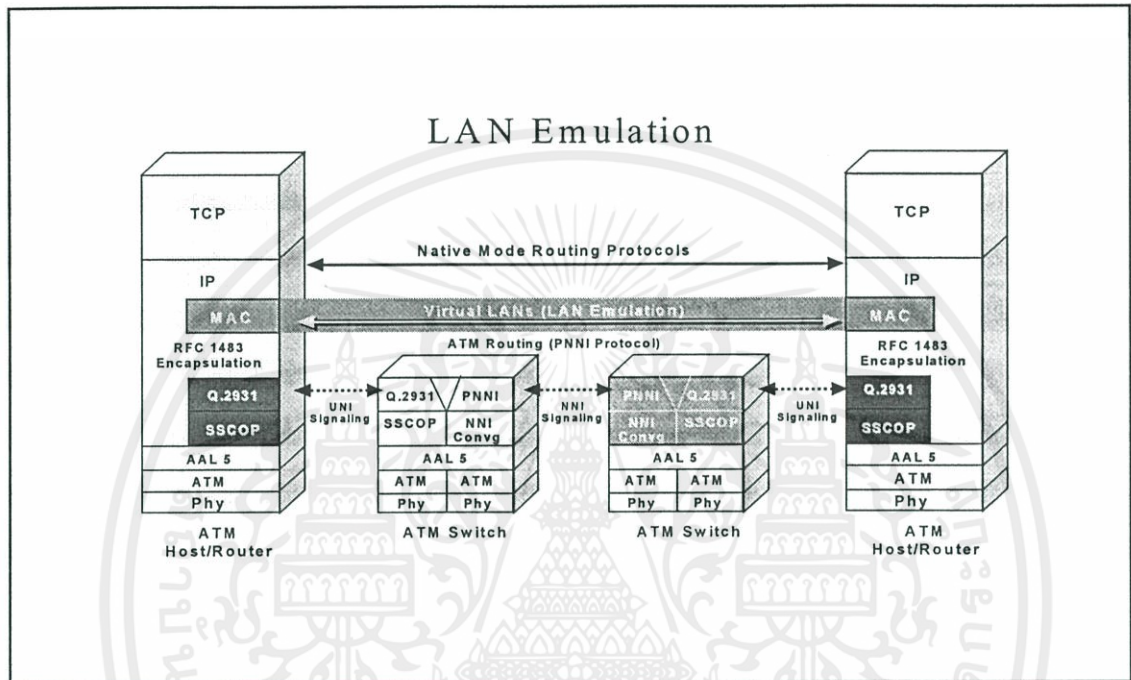 LAN Emulation
TCP
TCP
Native Mode Routing Protocols
IP
IP
MAC
Virtual LANs (LAN Emulation)
MAC
ATM Routing (PNNI Protocol)
RFC 1483
Encapsulation
RFC 1483
Encapsulation
Q.2931
SSCOP
UNI
Signaling
Q.2931
PNNI
SSCOP
NNI
Convg
NNI
Signaling
PNNI
Q.2931
NNI
Convg
SSCOP
UNI
Signaling
Q.2931
SSCOP
AAL 5
AAL 5
AAL 5
AAL 5
ATM
ATM
ATM
ATM
ATM
ATM
Phy
Phy
Phy
Phy
Phy
Phy
ATM
Host/Router
ATM Switch
ATM Switch
ATM
Host/Router